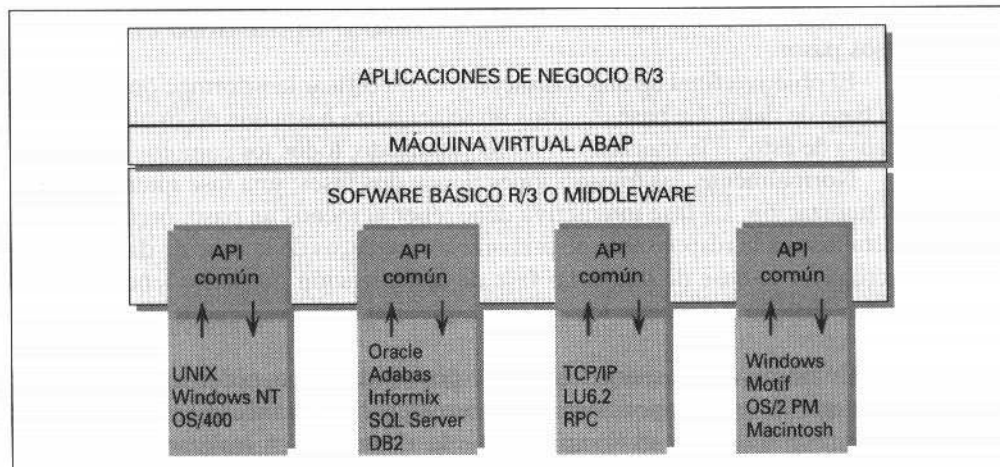 APLICACIONES DE NEGOCIO R/3
MÁQUINA VIRTUAL ABAP
SOFWARE BÁSICO R/3 O MIDDLEWARE
API
común
UNIX
Windows NT
OS/400
API
común
Oracle
Adabas
Informix
SQL Server
DB2
API
común
TCP/IP
LU6.2
RPC
API
común
Windows
Motif
OS/2 PM
Macintosh